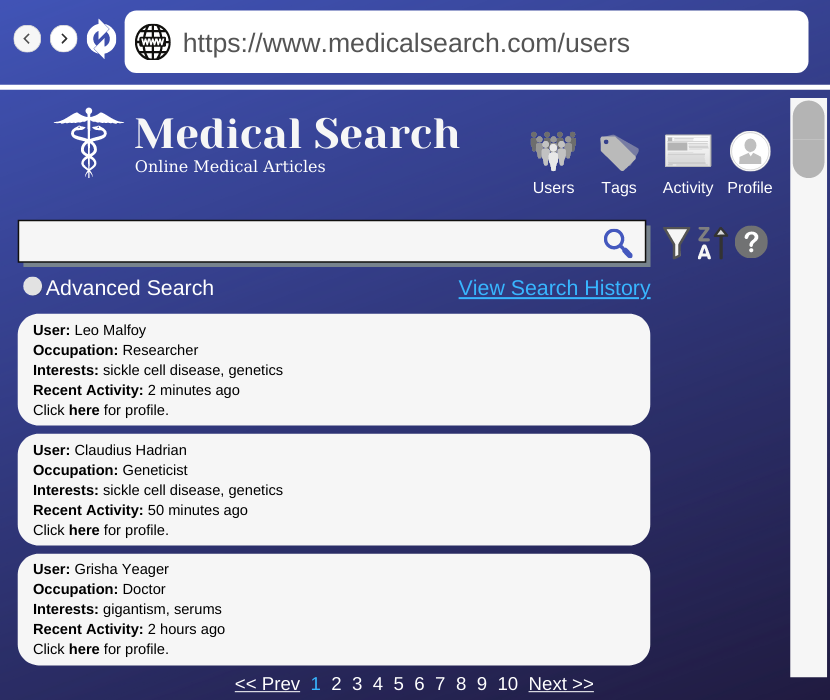 https://www.medicalsearch.com/users
WWW
Medical Search
Online Medical Articles
Users Tags Activity Profile
Z
A
?
Advanced Search
View Search History
User: Leo Malfoy
Occupation: Researcher
Interests: sickle cell disease, genetics
Recent Activity: 2 minutes ago
Click here for profile.
User: Claudius Hadrian
Occupation: Geneticist
Interests: sickle cell disease, genetics
Recent Activity: 50 minutes ago
Click here for profile.
User: Grisha Yeager
Occupation: Doctor
Interests: gigantism, serums
Recent Activity: 2 hours ago
Click here for profile.
<< Prev 1 2 3 4 5 6 7 8 9 10 Next >>